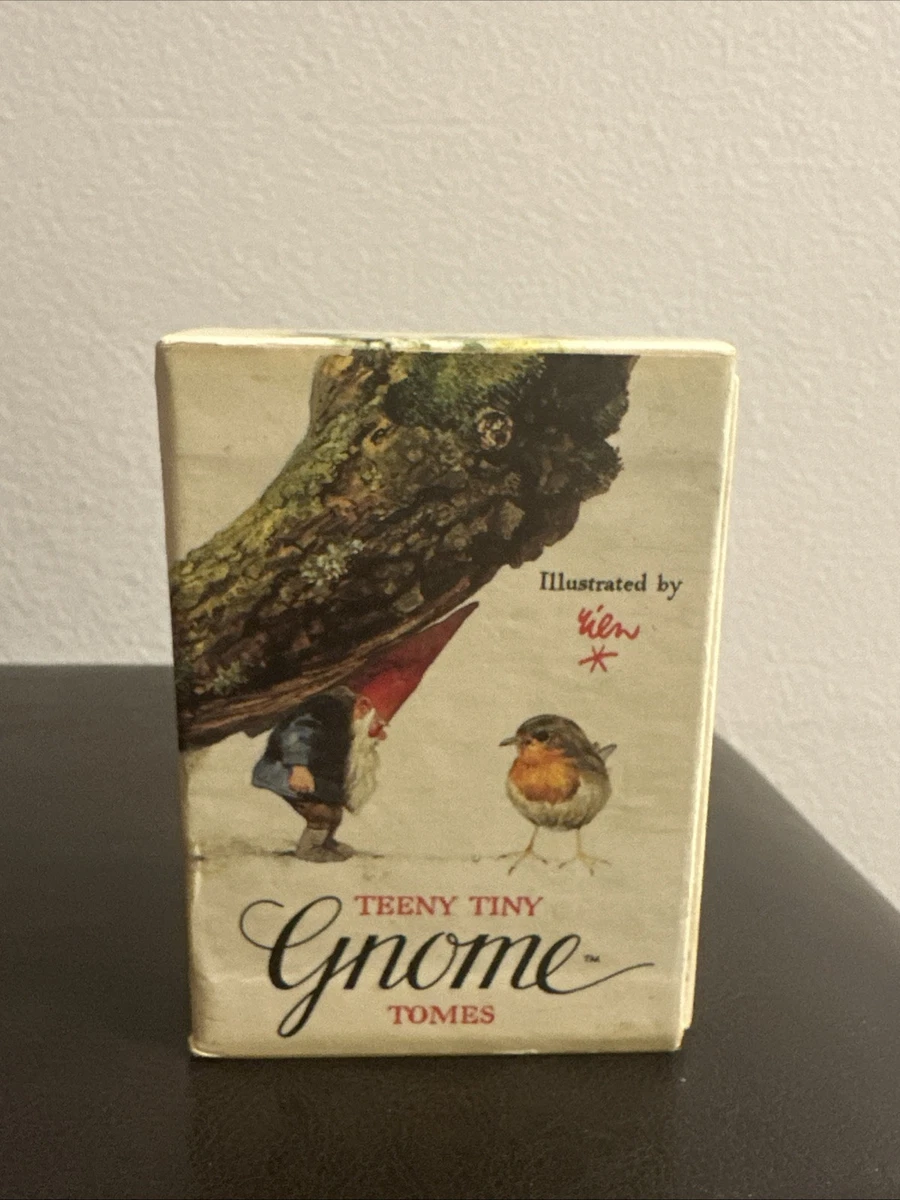 Illustrated by
Rien
*
TEENY TINY
Gnome™
TOMES